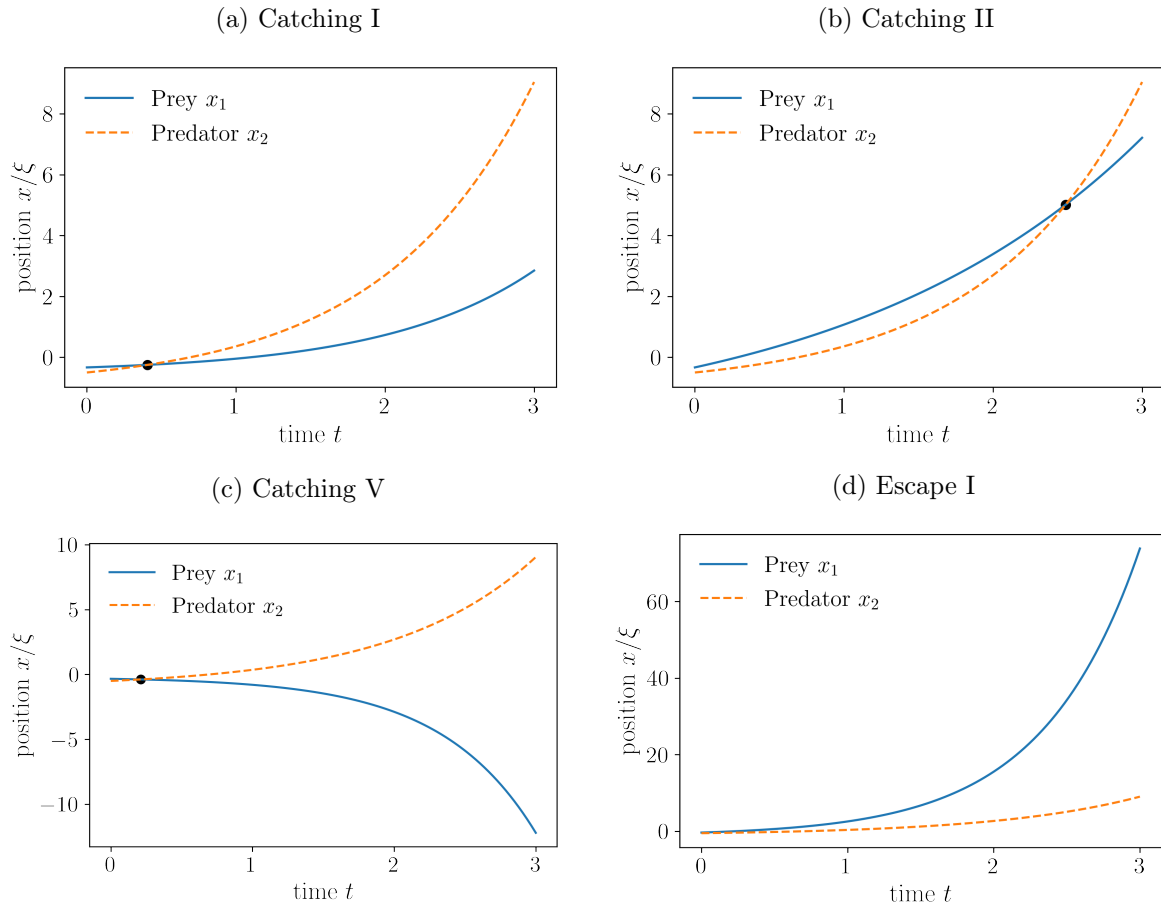 (a) Catching I
Prey x₁
Predator x₂
position x/ξ
8
6
4
2
0
0 1 2 3
time t
(b) Catching II
Prey x₁
Predator x₂
position x/ξ
8
6
4
2
0
0 1 2 3
time t
(c) Catching V
Prey x₁
Predator x₂
position x/ξ
10
5
0
−5
−10
0 1 2 3
time t
(d) Escape I
Prey x₁
Predator x₂
position x/ξ
60
40
20
0
0 1 2 3
time t